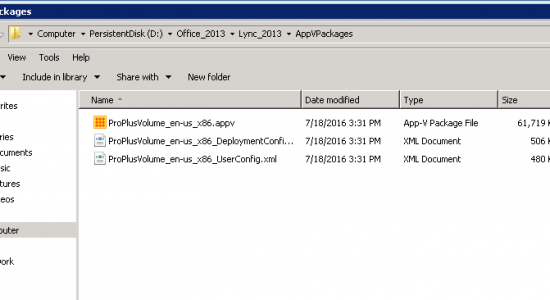 ckages
Computer ▸ PersistentDisk (D:) ▸ Office_2013 ▸ Lync_2013 ▸ AppVPackages
View Tools Help
Include in library Share with New folder
Name Date modified Type Size
ProPlusVolume_en-us_x86.appv 7/18/2016 3:31 PM App-V Package File 61,719 K
ProPlusVolume_en-us_x86_DeploymentConfi... 7/18/2016 3:31 PM XML Document 506 K
ProPlusVolume_en-us_x86_UserConfig.xml 7/18/2016 3:31 PM XML Document 480 K
rites
ries
cuments
sic
tures
eos
puter
work